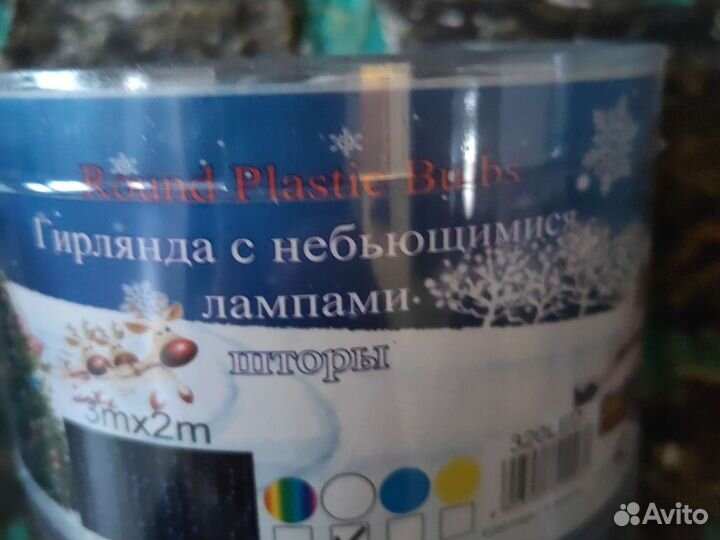 Round Plastic Bulbs
Гирлянда с небьющимися
лампами
шторы
3mx2m
Avito